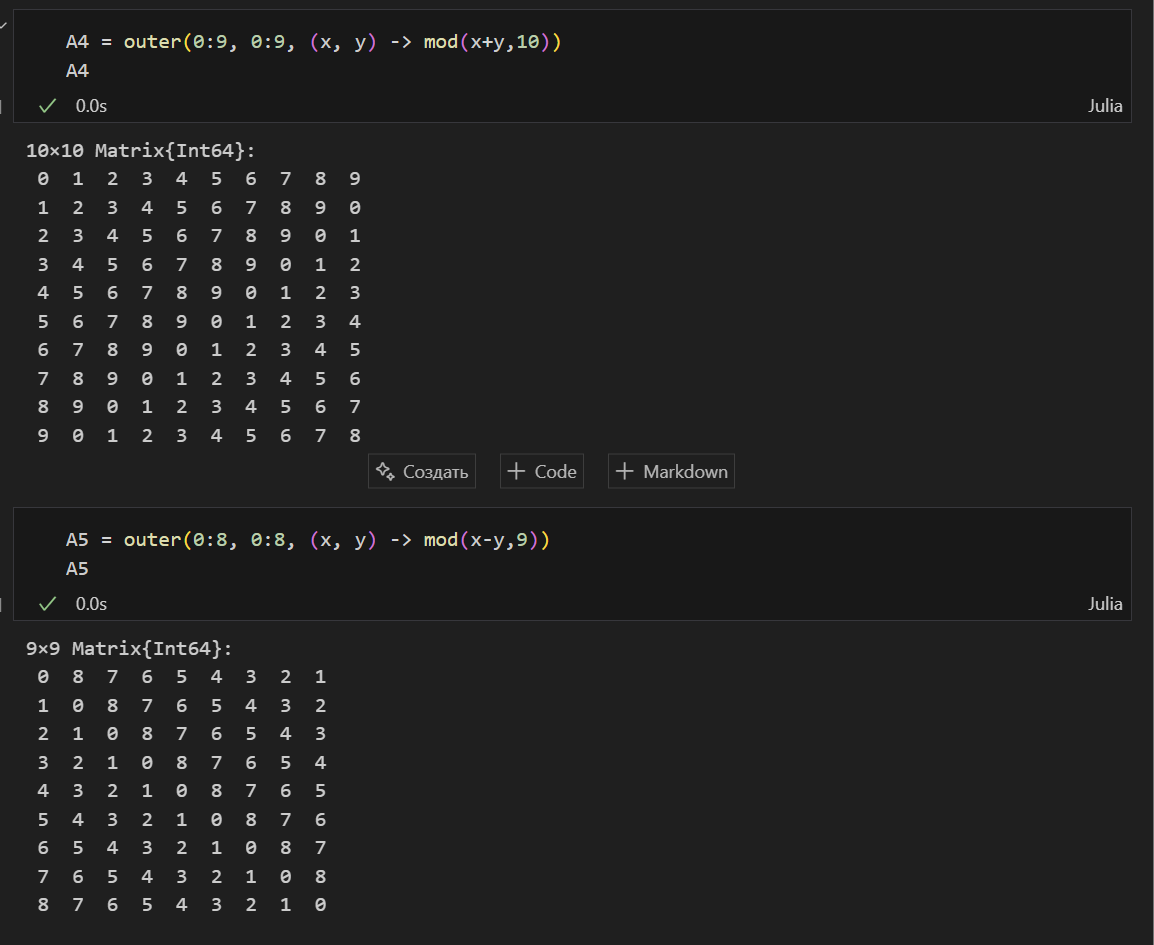 A4 = outer(0:9, 0:9, (x, y) -> mod(x+y,10))
A4
0.0s
Julia
10×10 Matrix{Int64}:
0 1 2 3 4 5 6 7 8 9
1 2 3 4 5 6 7 8 9 0
2 3 4 5 6 7 8 9 0 1
3 4 5 6 7 8 9 0 1 2
4 5 6 7 8 9 0 1 2 3
5 6 7 8 9 0 1 2 3 4
6 7 8 9 0 1 2 3 4 5
7 8 9 0 1 2 3 4 5 6
8 9 0 1 2 3 4 5 6 7
9 0 1 2 3 4 5 6 7 8
Создать + Code + Markdown
A5 = outer(0:8, 0:8, (x, y) -> mod(x-y,9))
A5
0.0s
Julia
9×9 Matrix{Int64}:
0 8 7 6 5 4 3 2 1
1 0 8 7 6 5 4 3 2
2 1 0 8 7 6 5 4 3
3 2 1 0 8 7 6 5 4
4 3 2 1 0 8 7 6 5
5 4 3 2 1 0 8 7 6
6 5 4 3 2 1 0 8 7
7 6 5 4 3 2 1 0 8
8 7 6 5 4 3 2 1 0